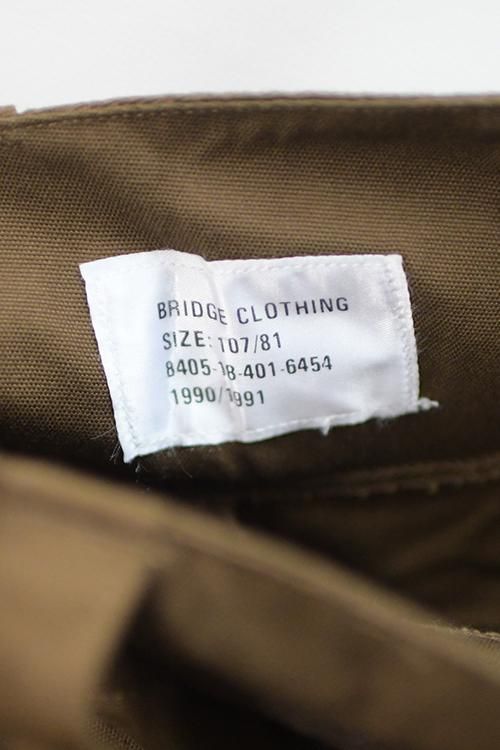 BRIDGE CLOTHING
SIZE: 107/81
8405-18-401-6454
1990/1991